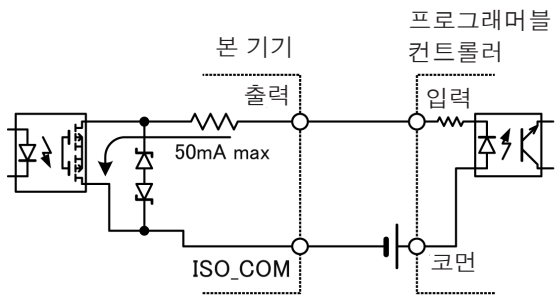 본 기기
프로그래머블
컨트롤러
출력
입력
50mA max
ISO_COM
코먼